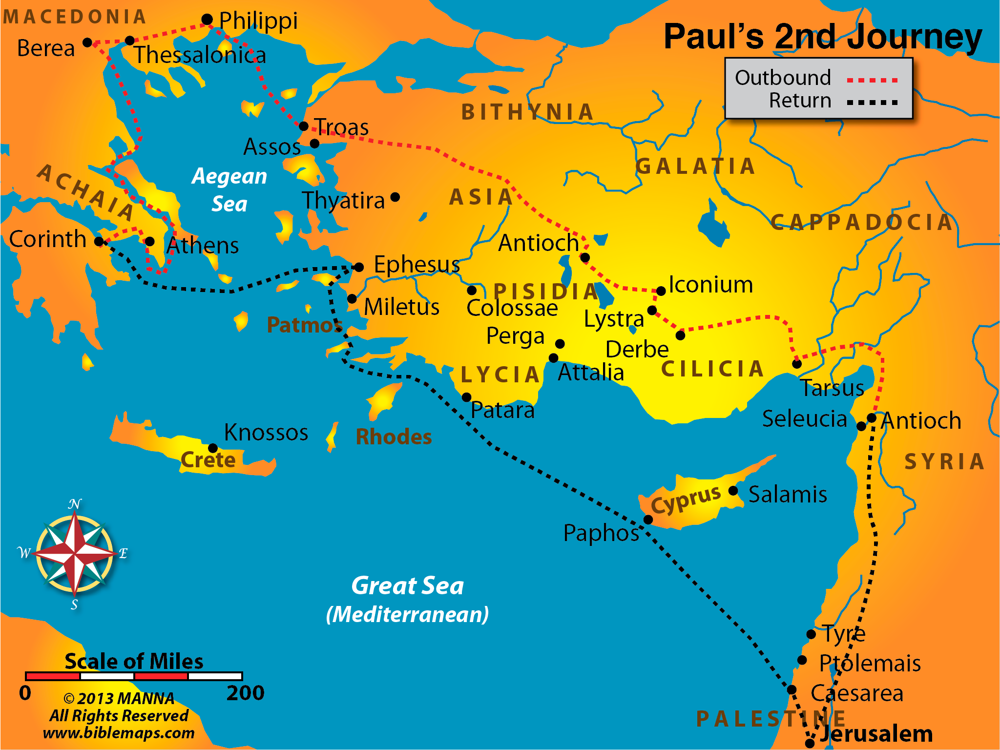 Paul's 2nd Journey
Outbound
Return
MACEDONIA
Philippi
Berea
Thessalonica
BITHYNIA
Troas
Assos
GALATIA
Aegean
Sea
ACHAIA
ASIA
Thyatira
CAPPADOCIA
Corinth
Athens
Antioch
Ephesus
Iconium
PISIDIA
Colossae
Miletus
Lystra
Patmos
Perga
Derbe
LYCIA
Attalia
CILICIA
Tarsus
Patara
Seleucia
Antioch
Knossos
Rhodes
Crete
SYRIA
Cyprus
Salamis
Paphos
N
W
E
S
Great Sea
(Mediterranean)
Tyre
Ptolemais
Caesarea
PALESTINE
Jerusalem
Scale of Miles
0 200
© 2013 MANNA
All Rights Reserved
www.biblemaps.com